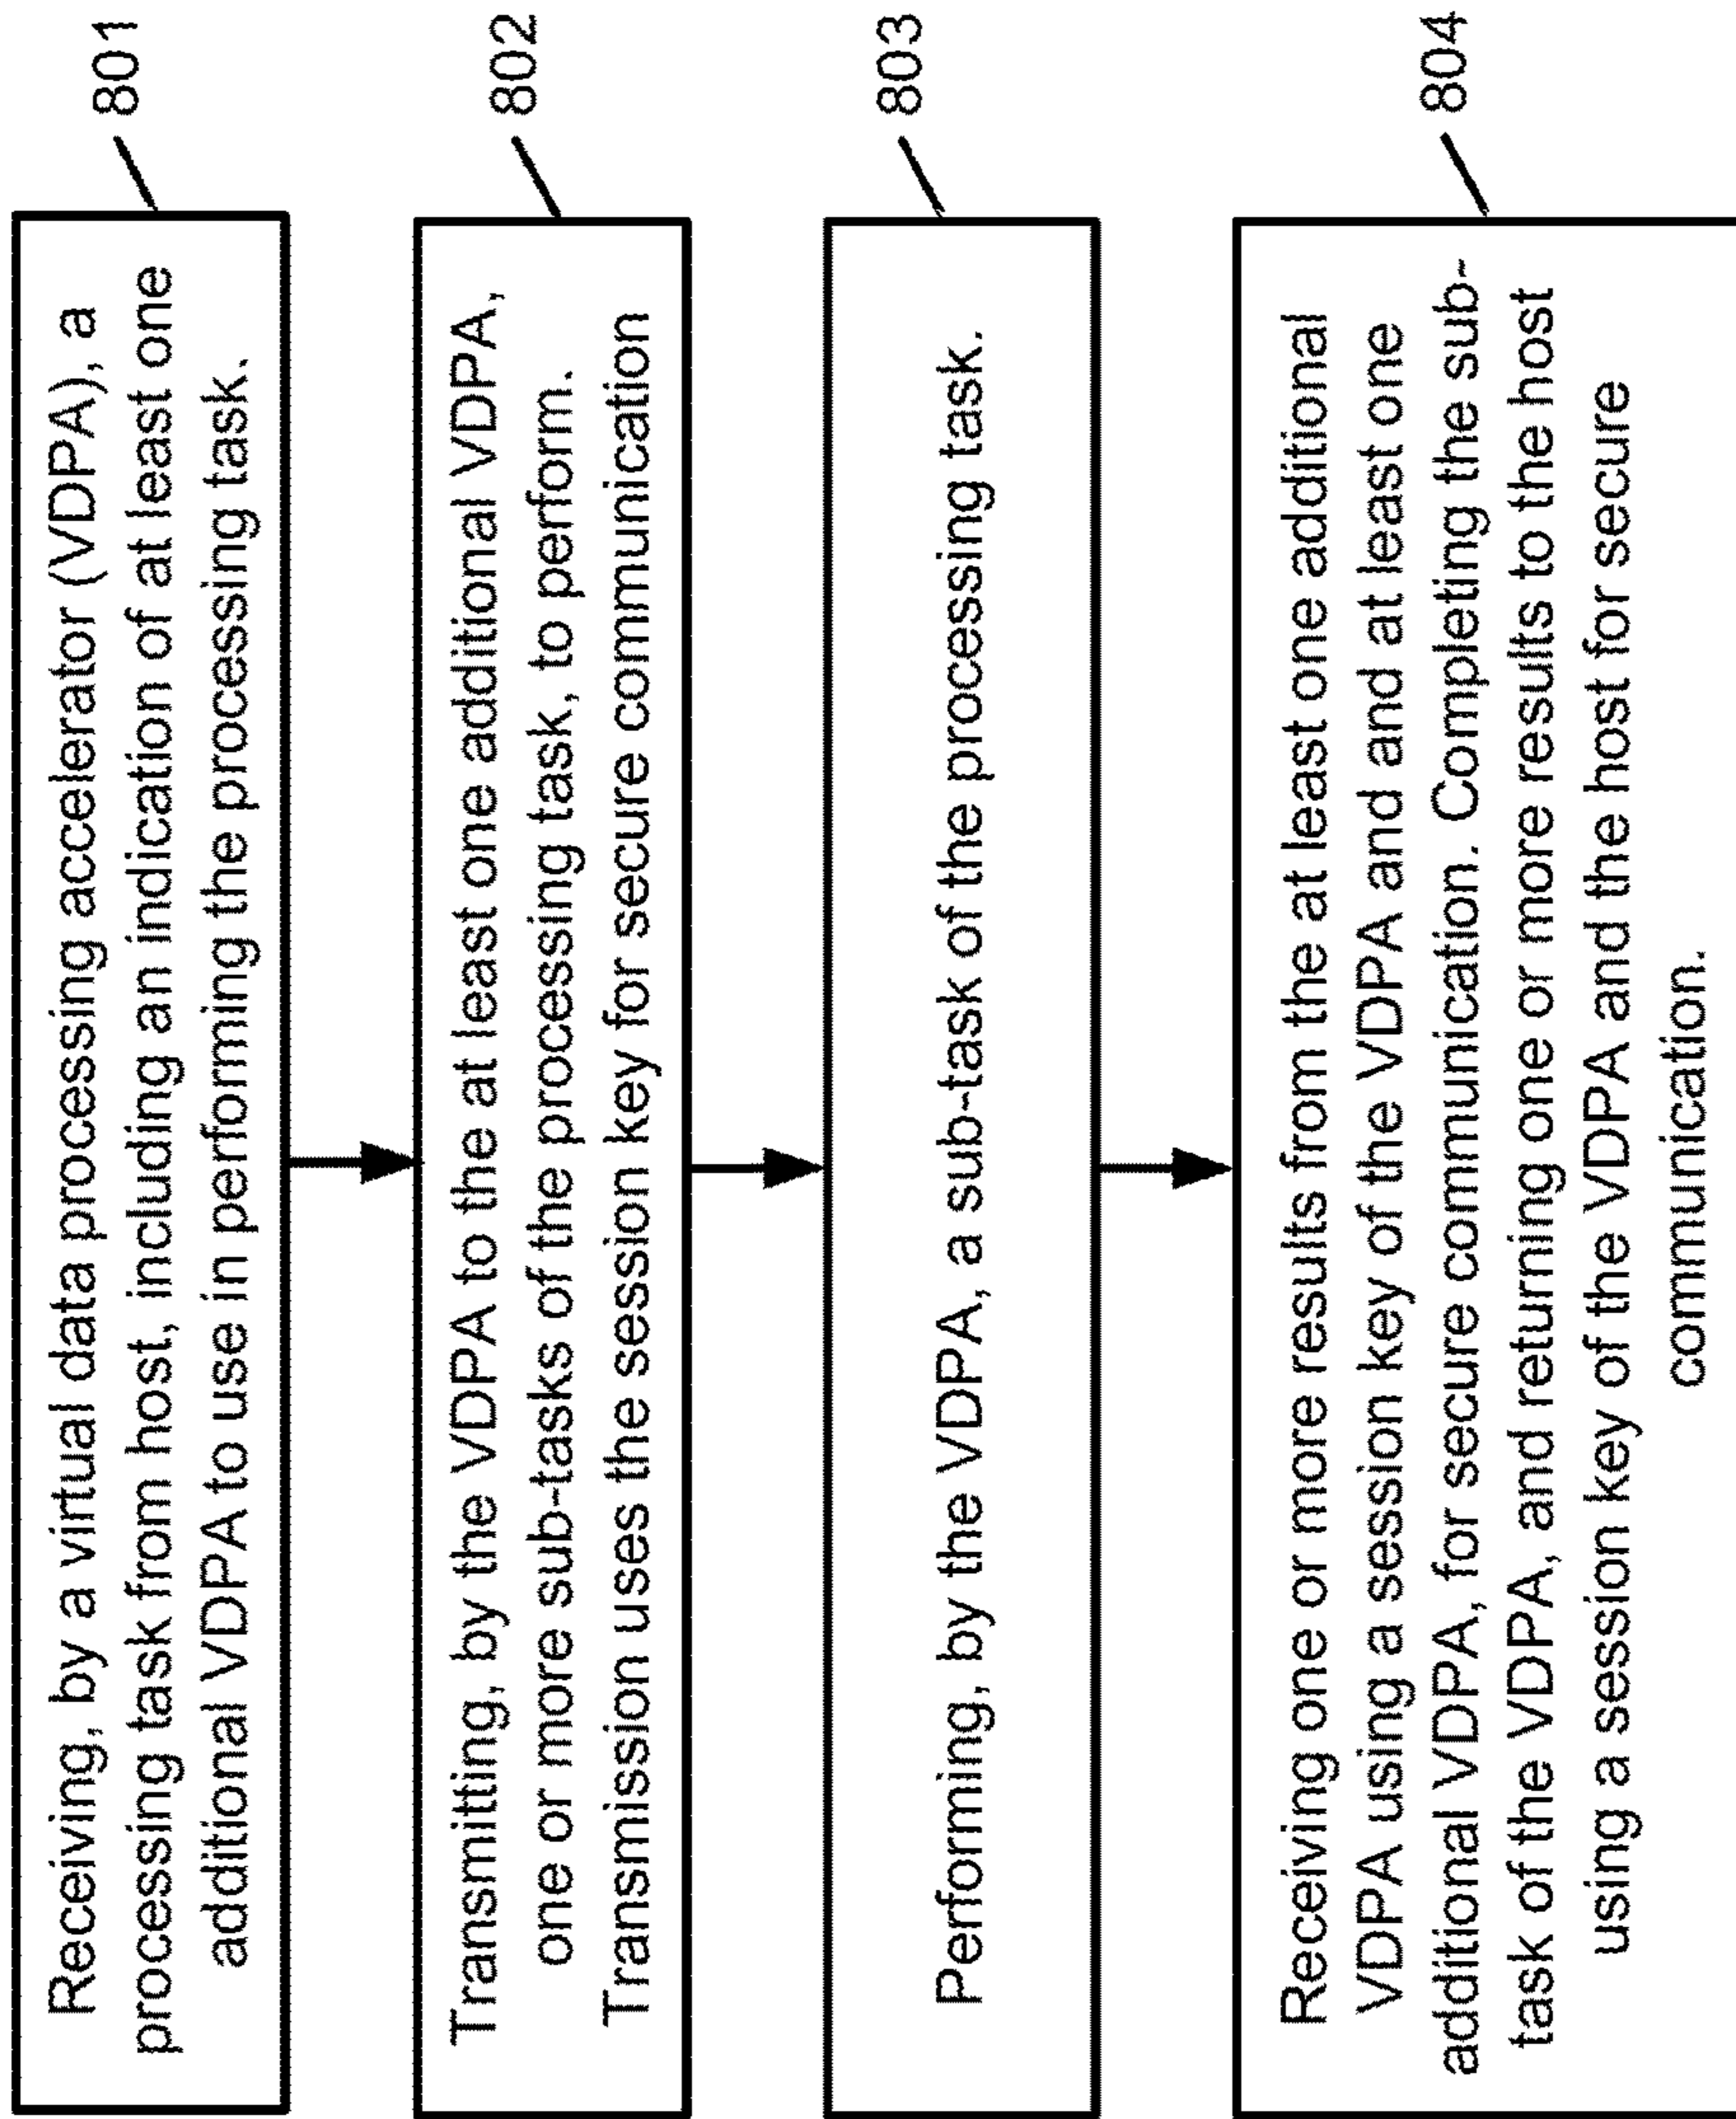 Receiving, by a virtual data processing accelerator (VDPA), a
processing task from host, including an indication of at least one
additional VDPA to use in performing the processing task.
801
Transmitting, by the VDPA to the at least one additional VDPA,
one or more sub-tasks of the processing task, to perform.
Transmission uses the session key for secure communication
802
Performing, by the VDPA, a sub-task of the processing task.
803
Receiving one or more results from the at least one additional
VDPA using a session key of the VDPA and and at least one
additional VDPA, for secure communication. Completing the sub-
task of the VDPA, and returning one or more results to the host
using a session key of the VDPA and the host for secure
communication.
804